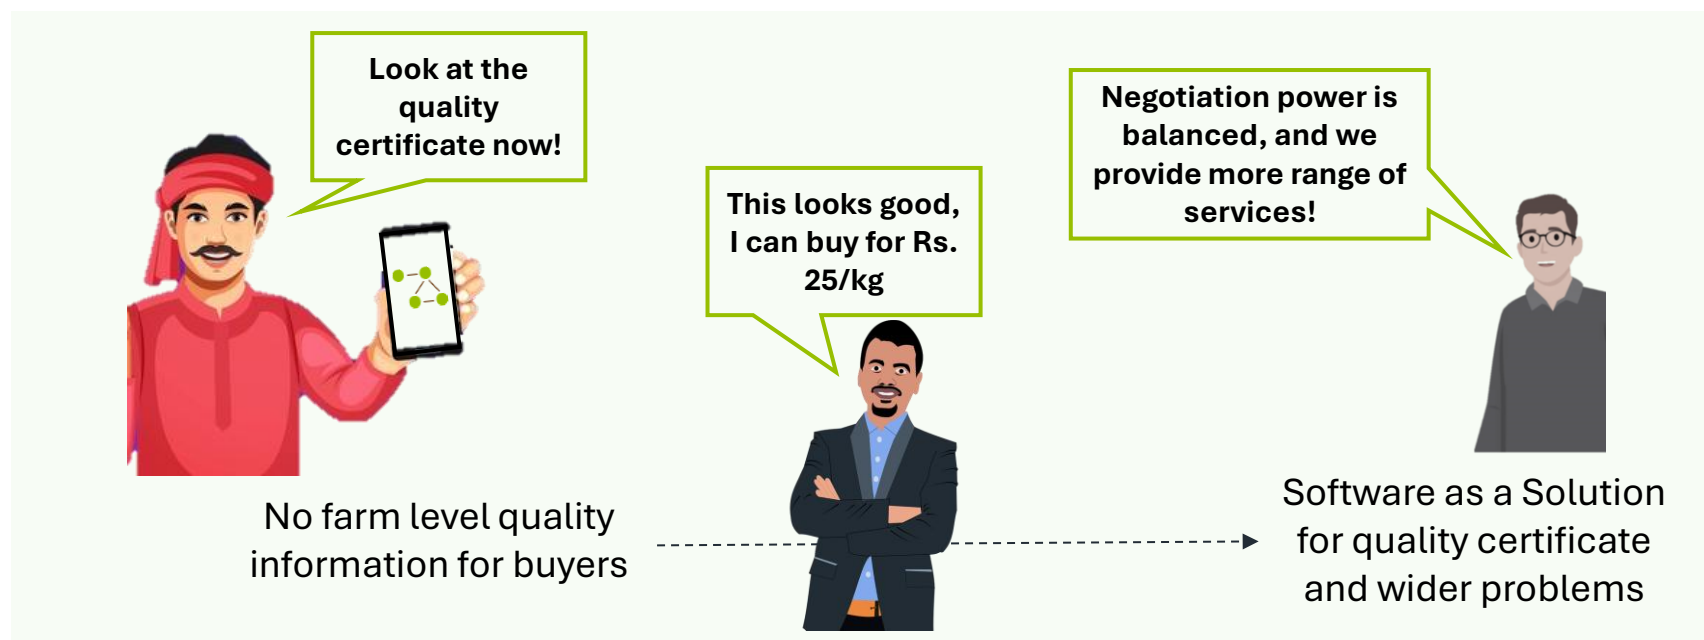 Look at the
quality
certificate now!
This looks good,
I can buy for Rs.
25/kg
Negotiation power is
balanced, and we
provide more range of
services!
No farm level quality
information for buyers
Software as a Solution
for quality certificate
and wider problems